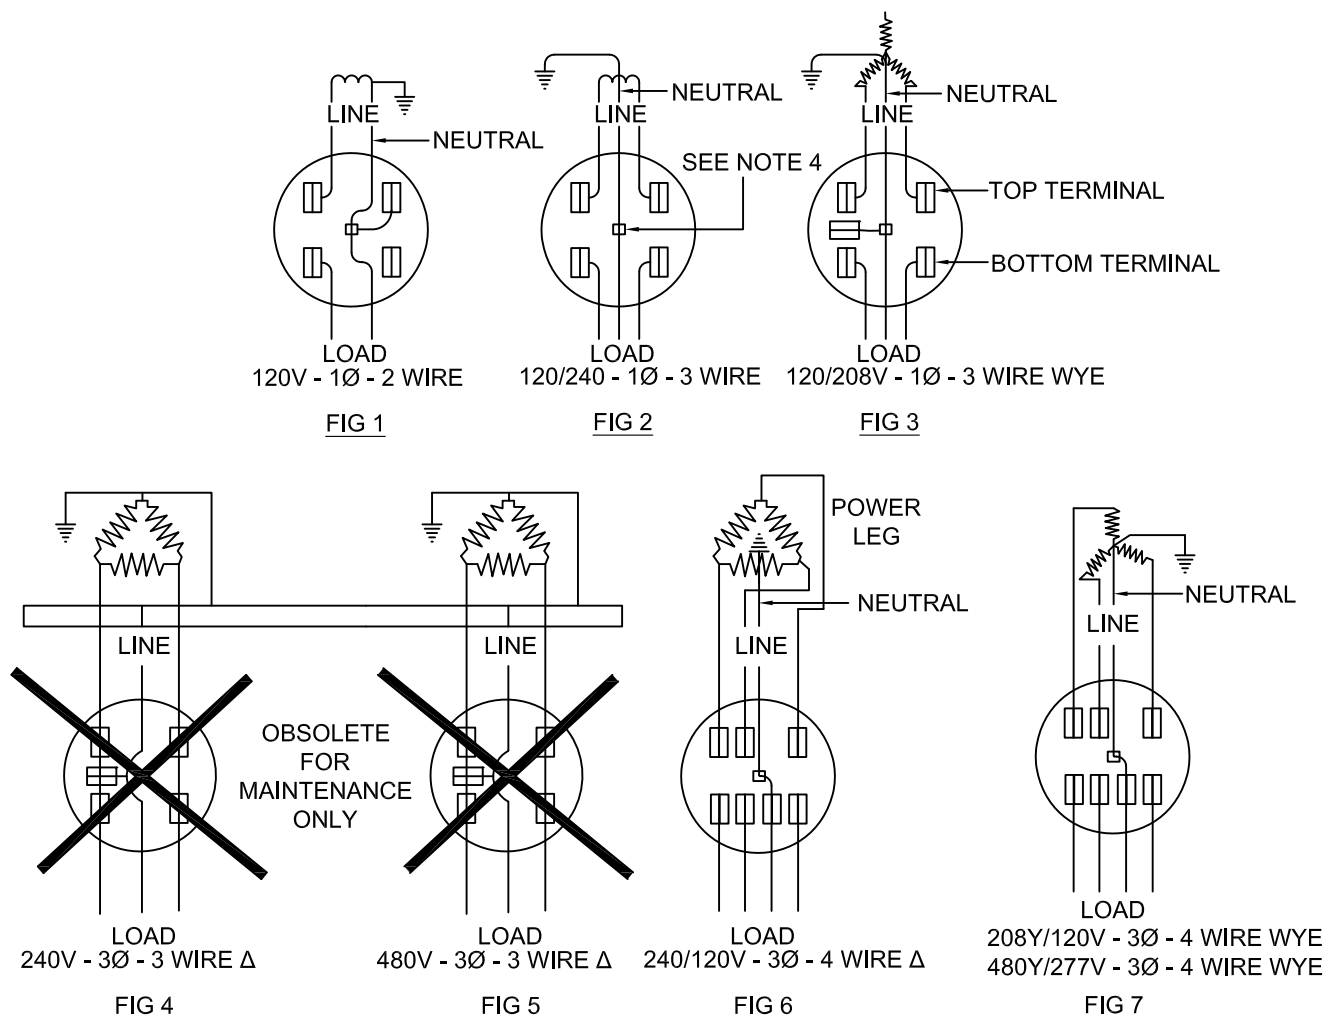 LINE
NEUTRAL
LOAD
120V - 1Ø - 2 WIRE
FIG 1
NEUTRAL
LINE
SEE NOTE 4
LOAD
120/240 - 1Ø - 3 WIRE
FIG 2
NEUTRAL
LINE
TOP TERMINAL
BOTTOM TERMINAL
LOAD
120/208V - 1Ø - 3 WIRE WYE
FIG 3
LINE
LOAD
240V - 3Ø - 3 WIRE Δ
FIG 4
OBSOLETE
FOR
MAINTENANCE
ONLY
LINE
LOAD
480V - 3Ø - 3 WIRE Δ
FIG 5
POWER
LEG
NEUTRAL
LINE
LOAD
240/120V - 3Ø - 4 WIRE Δ
FIG 6
NEUTRAL
LINE
LOAD
208Y/120V - 3Ø - 4 WIRE WYE
480Y/277V - 3Ø - 4 WIRE WYE
FIG 7